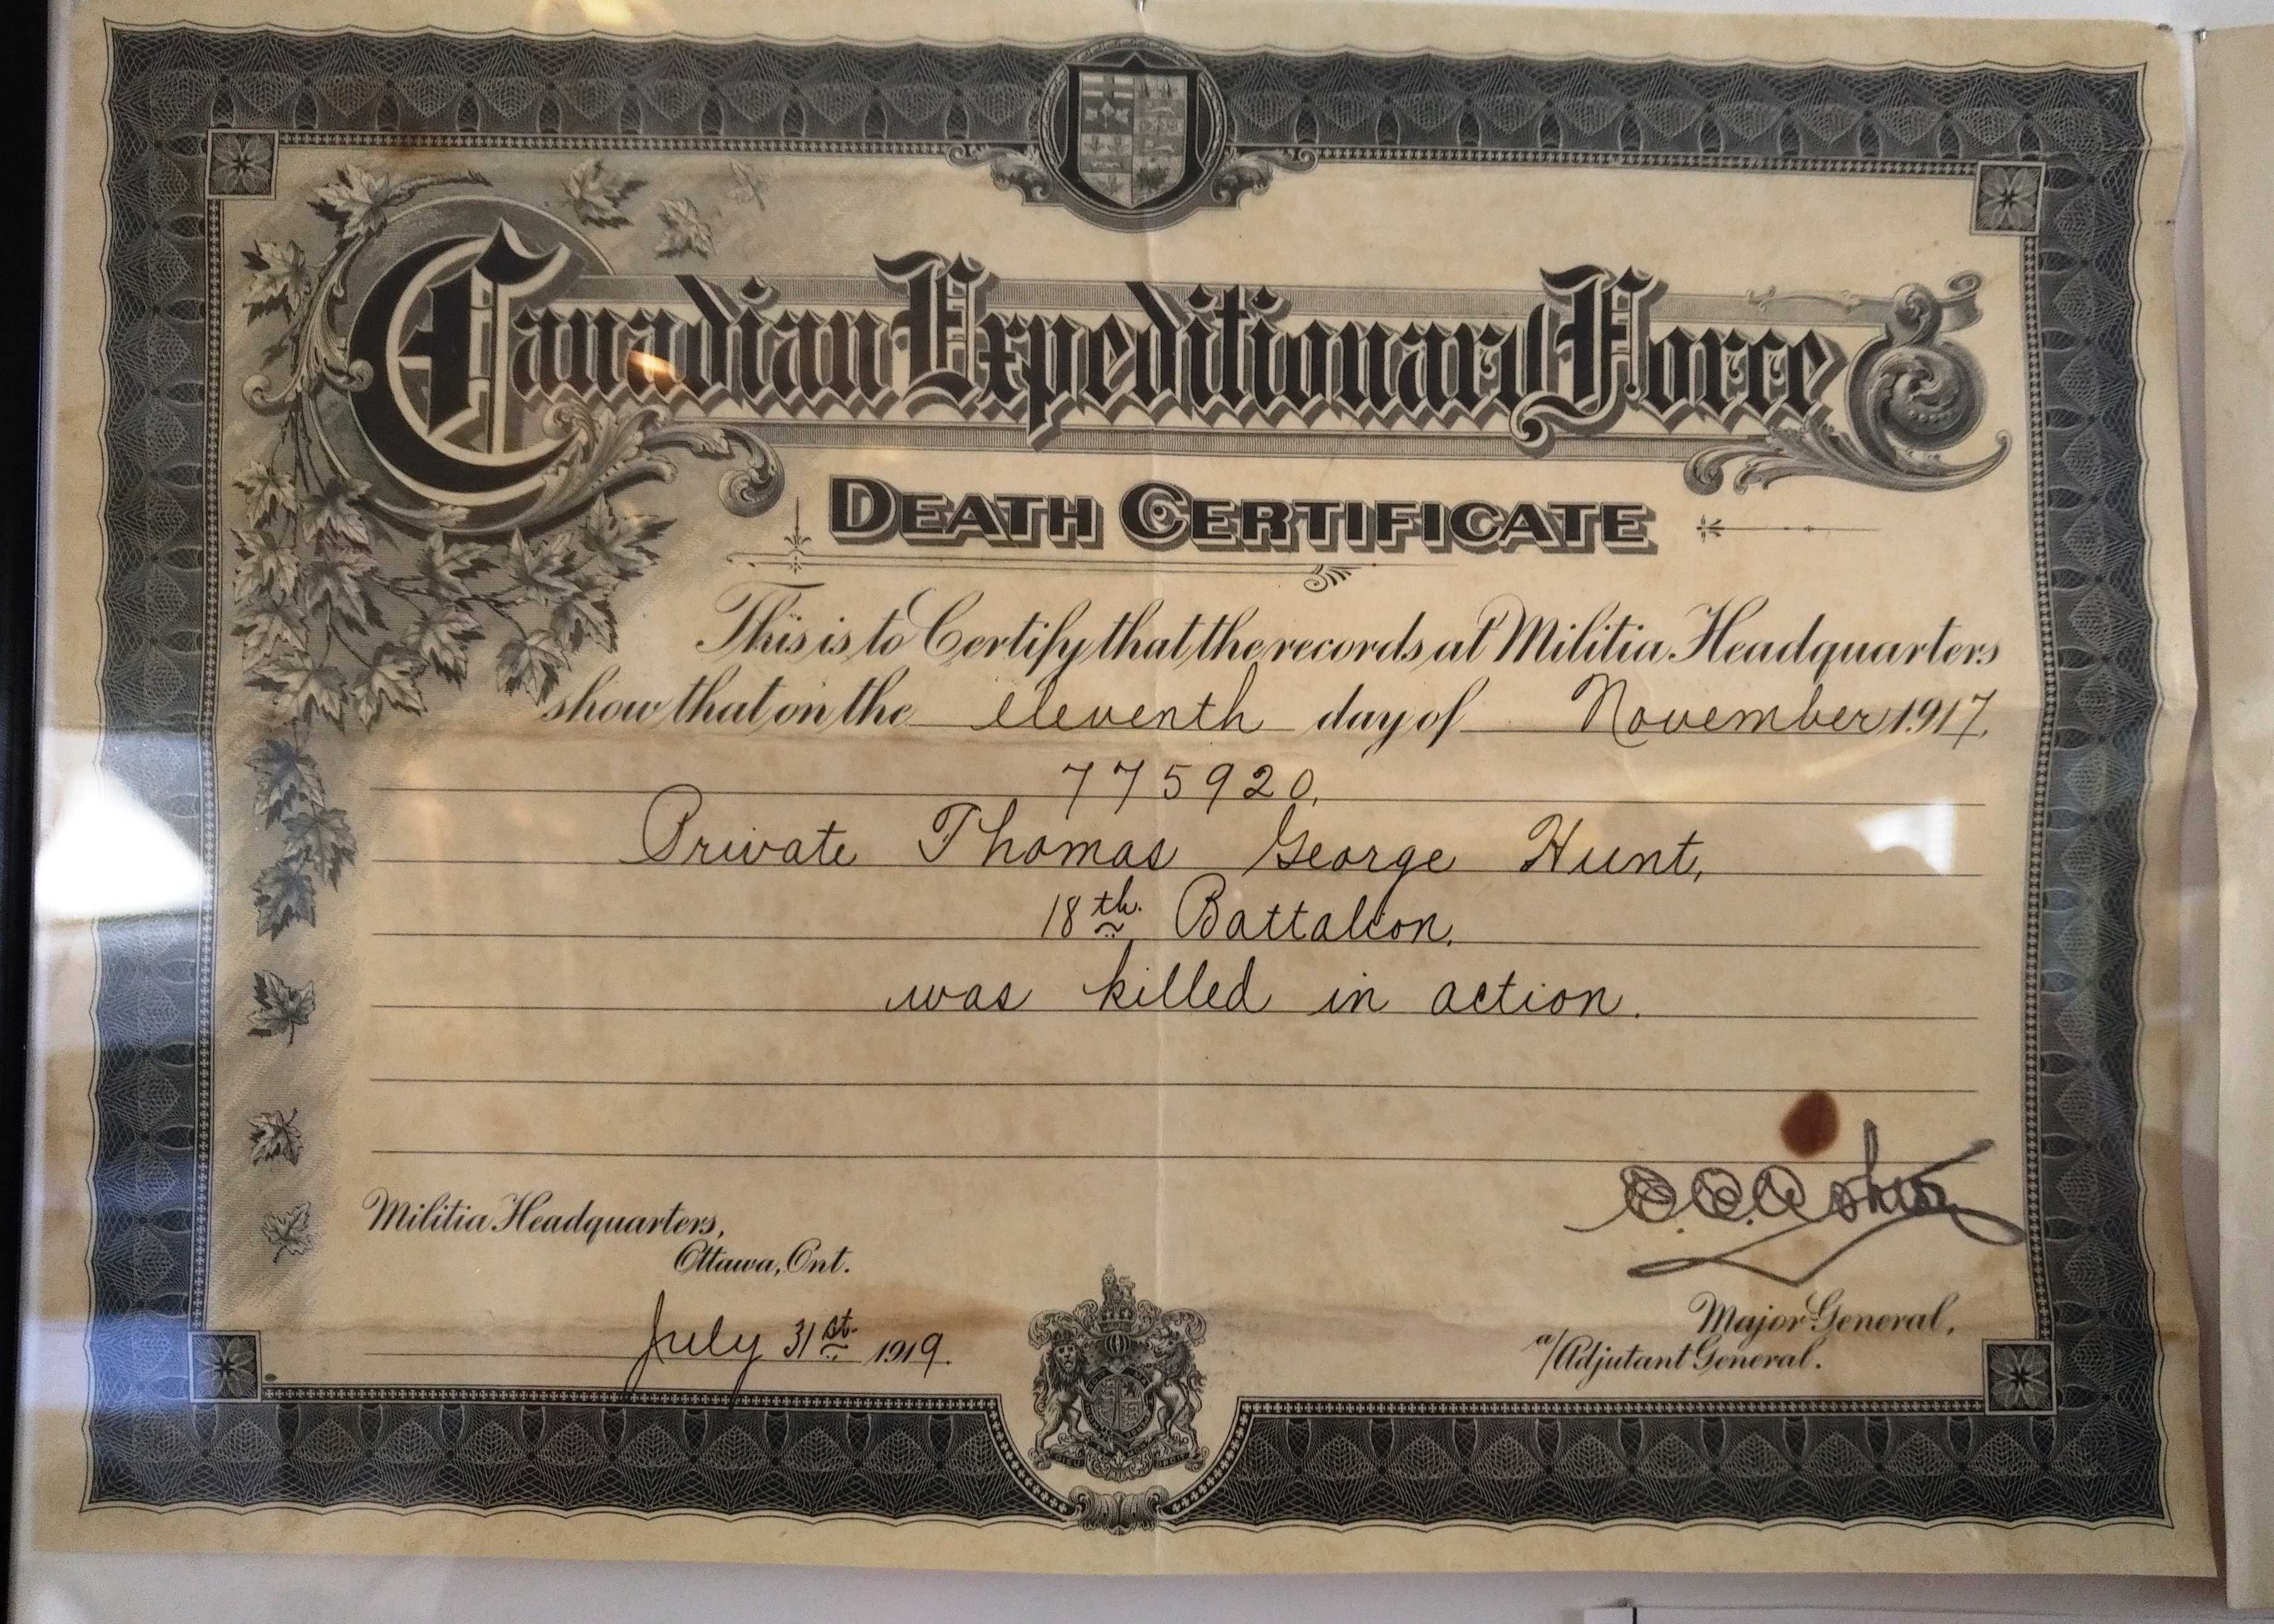 Canadian Expeditionary Force
DEATH CERTIFICATE
This is to Certify that the records at Militia Headquarters
show that on the eleventh day of November 1917.
775920,
Private Thomas George Hunt,
18th Battalion.
was killed in action.
Militia Headquarters,
Ottawa, Ont.
July 31st 1919.
Major General,
a/Adjutant General.